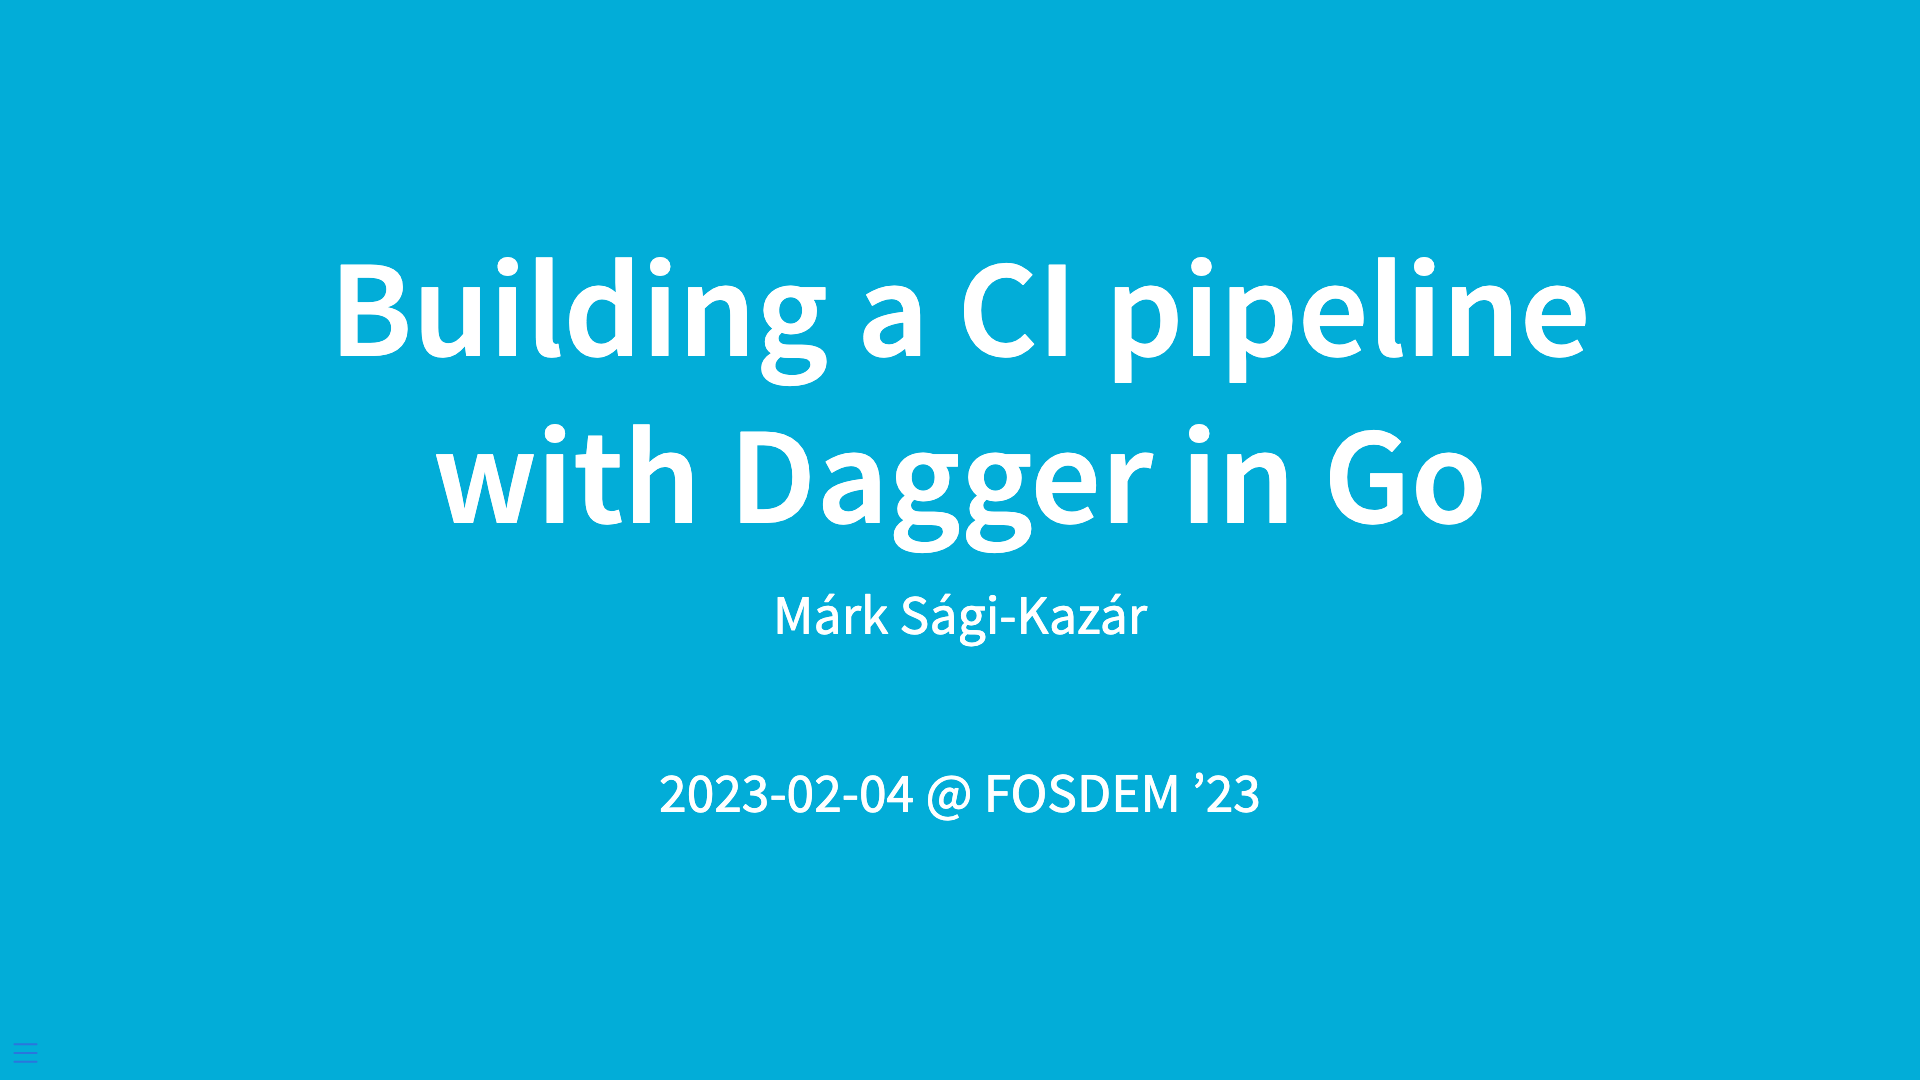 Building a CI pipeline
with Dagger in Go
Márk Sági-Kazár
2023-02-04 @ FOSDEM ’23